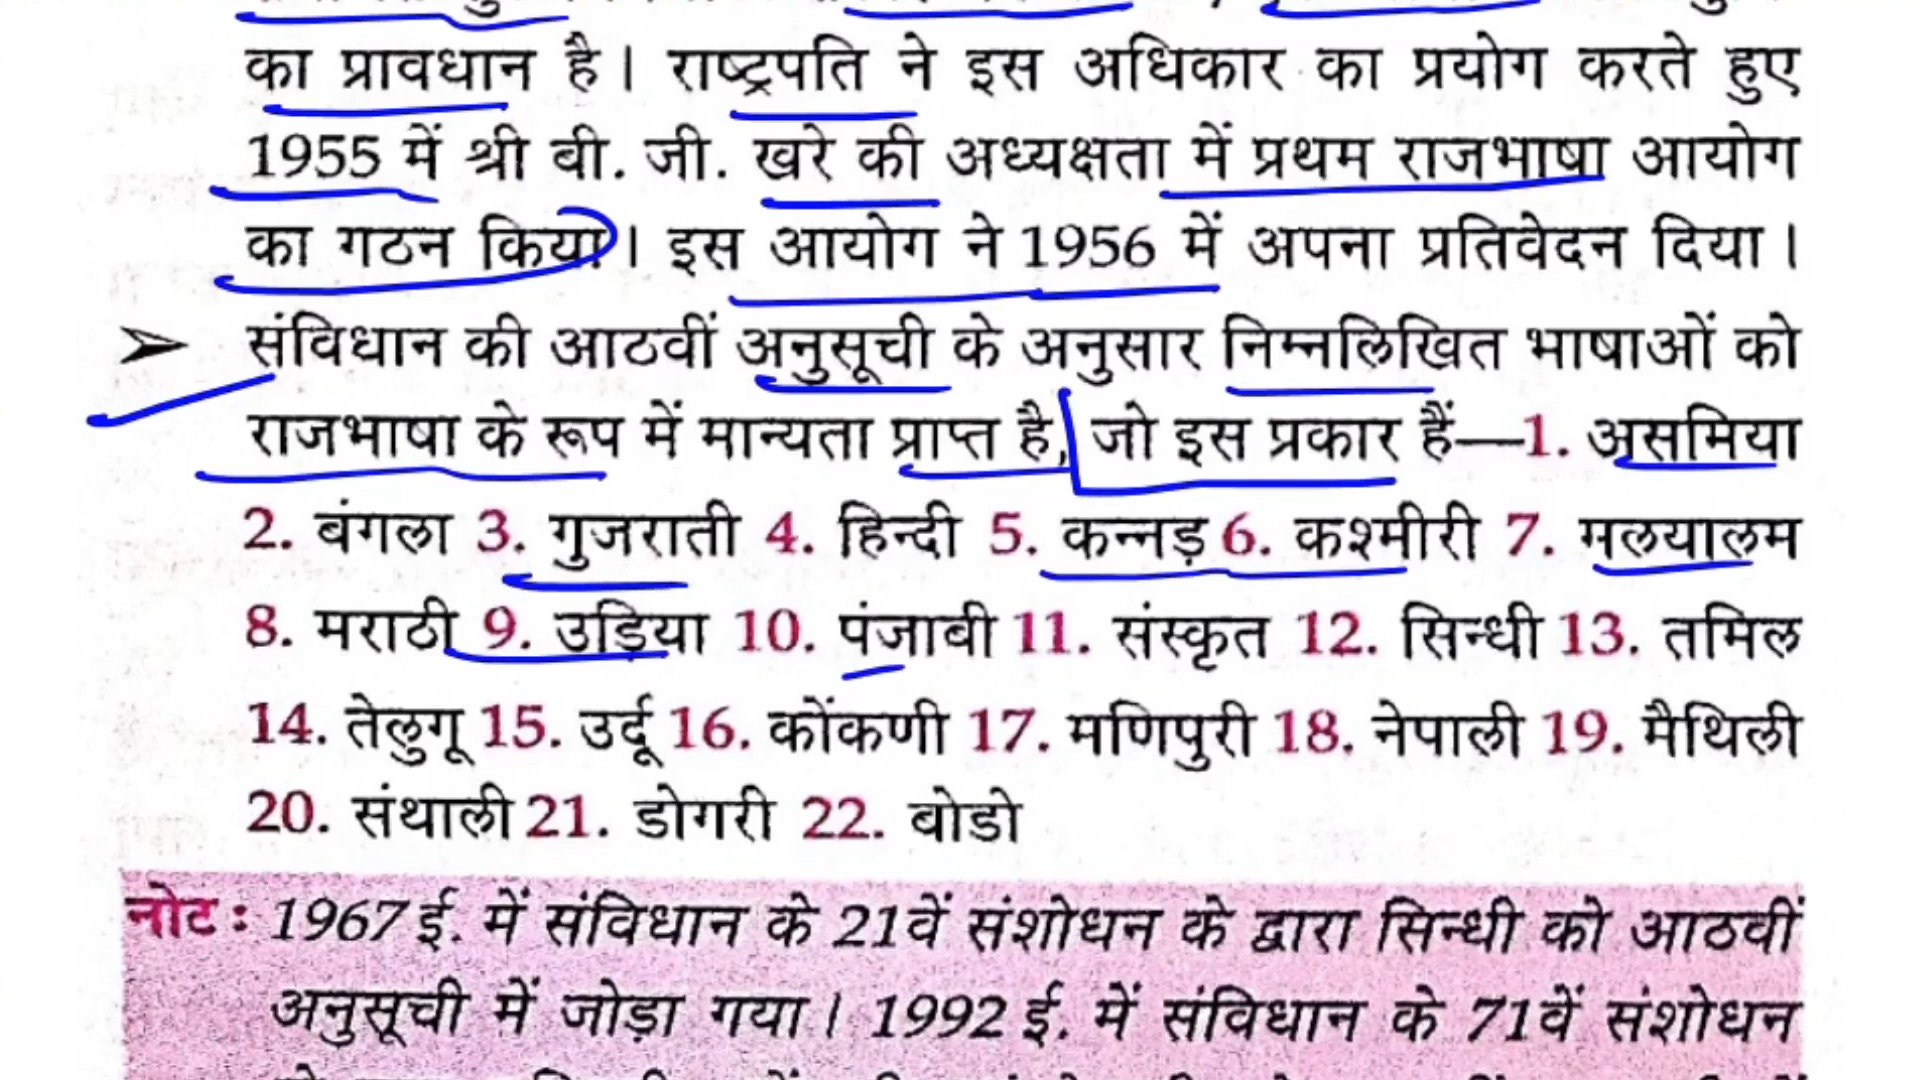 का प्रावधान है। राष्ट्रपति ने इस अधिकार का प्रयोग करते हुए
1955 में श्री बी. जी. खरे की अध्यक्षता में प्रथम राजभाषा आयोग
का गठन किया। इस आयोग ने 1956 में अपना प्रतिवेदन दिया।
➢ संविधान की आठवीं अनुसूची के अनुसार निम्नलिखित भाषाओं को
राजभाषा के रूप में मान्यता प्राप्त है, जो इस प्रकार हैं—1. असमिया
2. बंगला 3. गुजराती 4. हिन्दी 5. कन्नड़ 6. कश्मीरी 7. मलयालम
8. मराठी 9. उड़िया 10. पंजाबी 11. संस्कृत 12. सिन्धी 13. तमिल
14. तेलुगू 15. उर्दू 16. कोंकणी 17. मणिपुरी 18. नेपाली 19. मैथिली
20. संथाली 21. डोगरी 22. बोडो
नोट : 1967 ई. में संविधान के 21वें संशोधन के द्वारा सिन्धी को आठवीं
अनुसूची में जोड़ा गया। 1992 ई. में संविधान के 71वें संशोधन